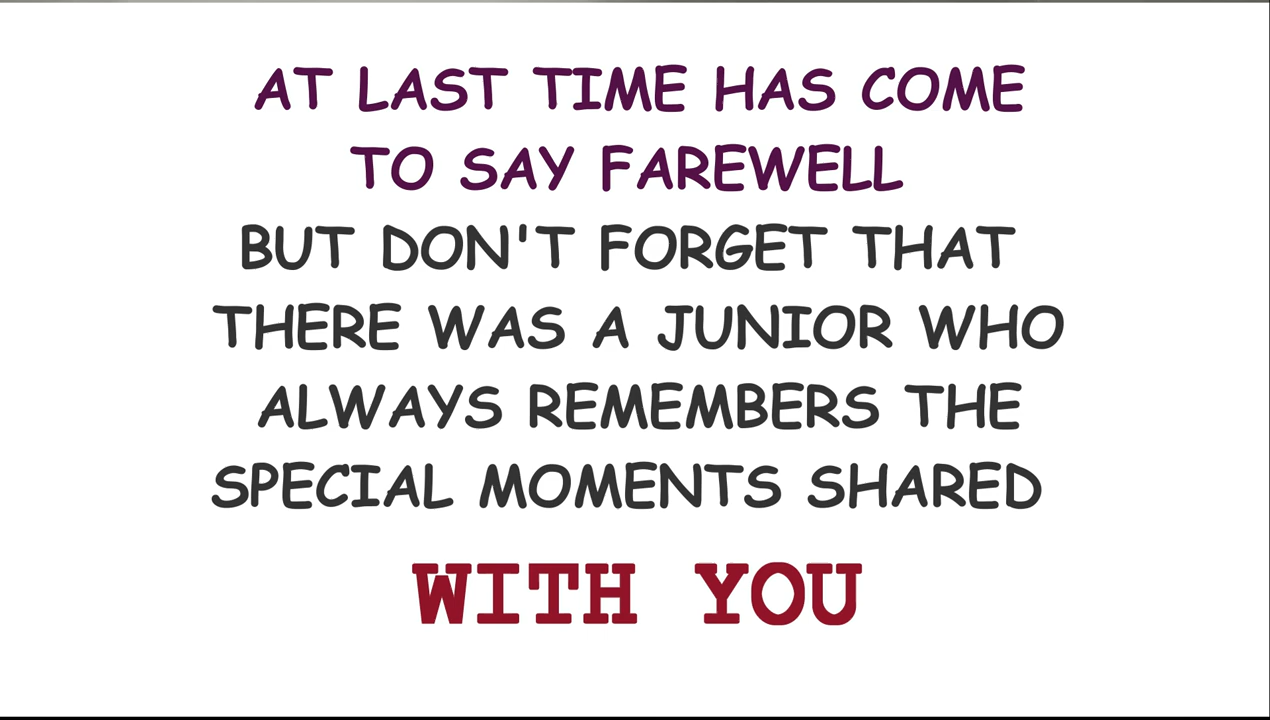 AT LAST TIME HAS COME
TO SAY FAREWELL
BUT DON'T FORGET THAT
THERE WAS A JUNIOR WHO
ALWAYS REMEMBERS THE
SPECIAL MOMENTS SHARED
WITH YOU